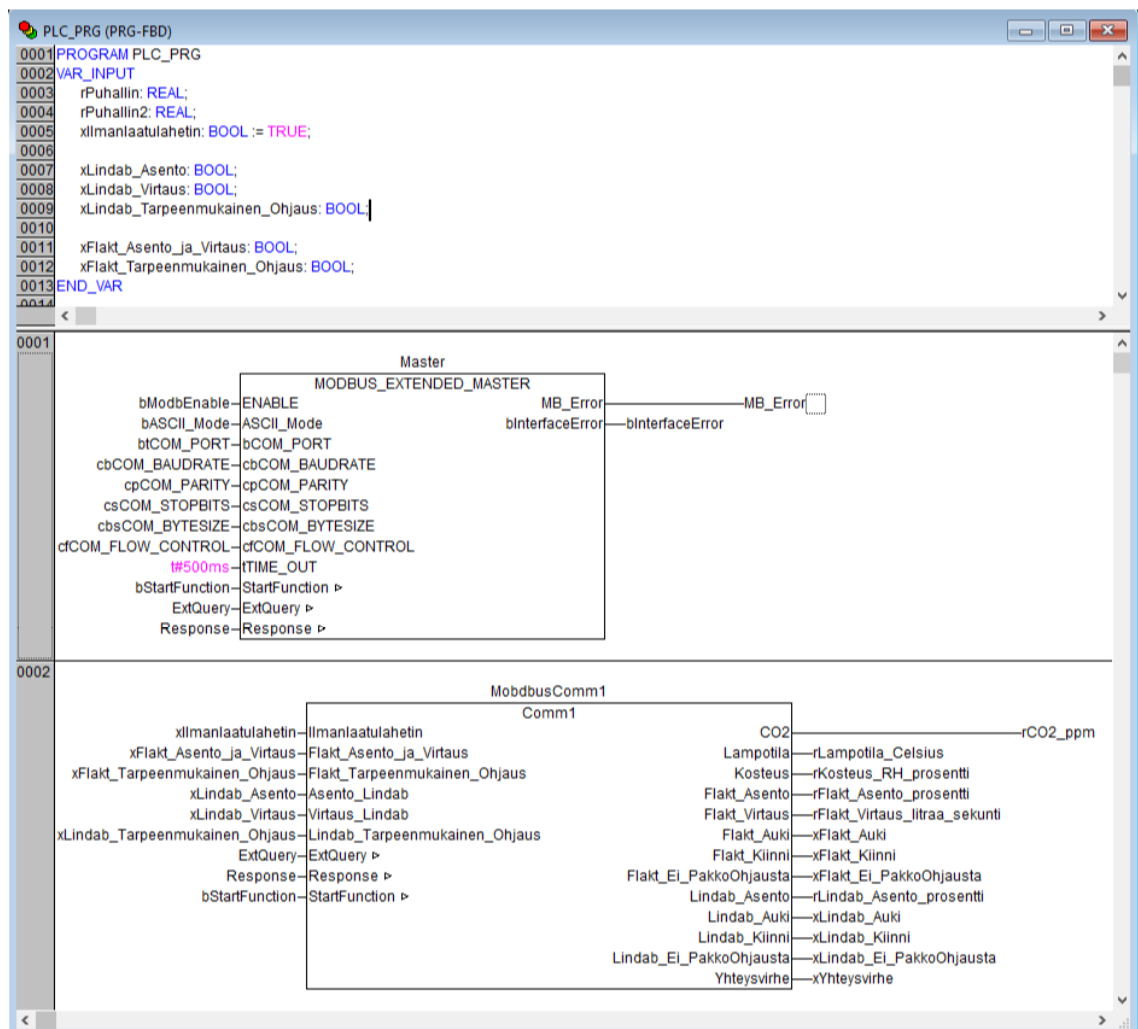 PLC_PRG (PRG-FBD)
0001 PROGRAM PLC_PRG
0002 VAR_INPUT
0003 rPuhallin: REAL;
0004 rPuhallin2: REAL;
0005 xIlmanlaatulahetin: BOOL := TRUE;
0006
0007 xLindab_Asento: BOOL;
0008 xLindab_Virtaus: BOOL;
0009 xLindab_Tarpeenmukainen_Ohjaus: BOOL;
0010
0011 xFlakt_Asento_ja_Virtaus: BOOL;
0012 xFlakt_Tarpeenmukainen_Ohjaus: BOOL;
0013 END_VAR
0014
0001
Master
MODBUS_EXTENDED_MASTER
bModbEnable ENABLE MB_Error MB_Error
bASCII_Mode ASCII_Mode bInterfaceError bInterfaceError
btCOM_PORT bCOM_PORT
cbCOM_BAUDRATE cbCOM_BAUDRATE
cpCOM_PARITY cpCOM_PARITY
csCOM_STOPBITS csCOM_STOPBITS
cbsCOM_BYTESIZE cbsCOM_BYTESIZE
cfCOM_FLOW_CONTROL cfCOM_FLOW_CONTROL
t#500ms tTIME_OUT
bStartFunction StartFunction ▷
ExtQuery ExtQuery ▷
Response Response ▷
0002
MobdbusComm1
Comm1
xIlmanlaatulahetin Ilmanlaatulahetin CO2 rCO2_ppm
xFlakt_Asento_ja_Virtaus Flakt_Asento_ja_Virtaus Lampotila rLampotila_Celsius
xFlakt_Tarpeenmukainen_Ohjaus Flakt_Tarpeenmukainen_Ohjaus Kosteus rKosteus_RH_prosentti
xLindab_Asento Asento_Lindab Flakt_Asento rFlakt_Asento_prosentti
xLindab_Virtaus Virtaus_Lindab Flakt_Virtaus rFlakt_Virtaus_litraa_sekunti
xLindab_Tarpeenmukainen_Ohjaus Lindab_Tarpeenmukainen_Ohjaus Flakt_Auki xFlakt_Auki
ExtQuery ExtQuery ▷ Flakt_Kiinni xFlakt_Kiinni
Response Response ▷ Flakt_Ei_PakkoOhjausta xFlakt_Ei_PakkoOhjausta
bStartFunction StartFunction ▷ Lindab_Asento rLindab_Asento_prosentti
Lindab_Auki xLindab_Auki
Lindab_Kiinni xLindab_Kiinni
Lindab_Ei_PakkoOhjausta xLindab_Ei_PakkoOhjausta
Yhteysvirhe xYhteysvirhe